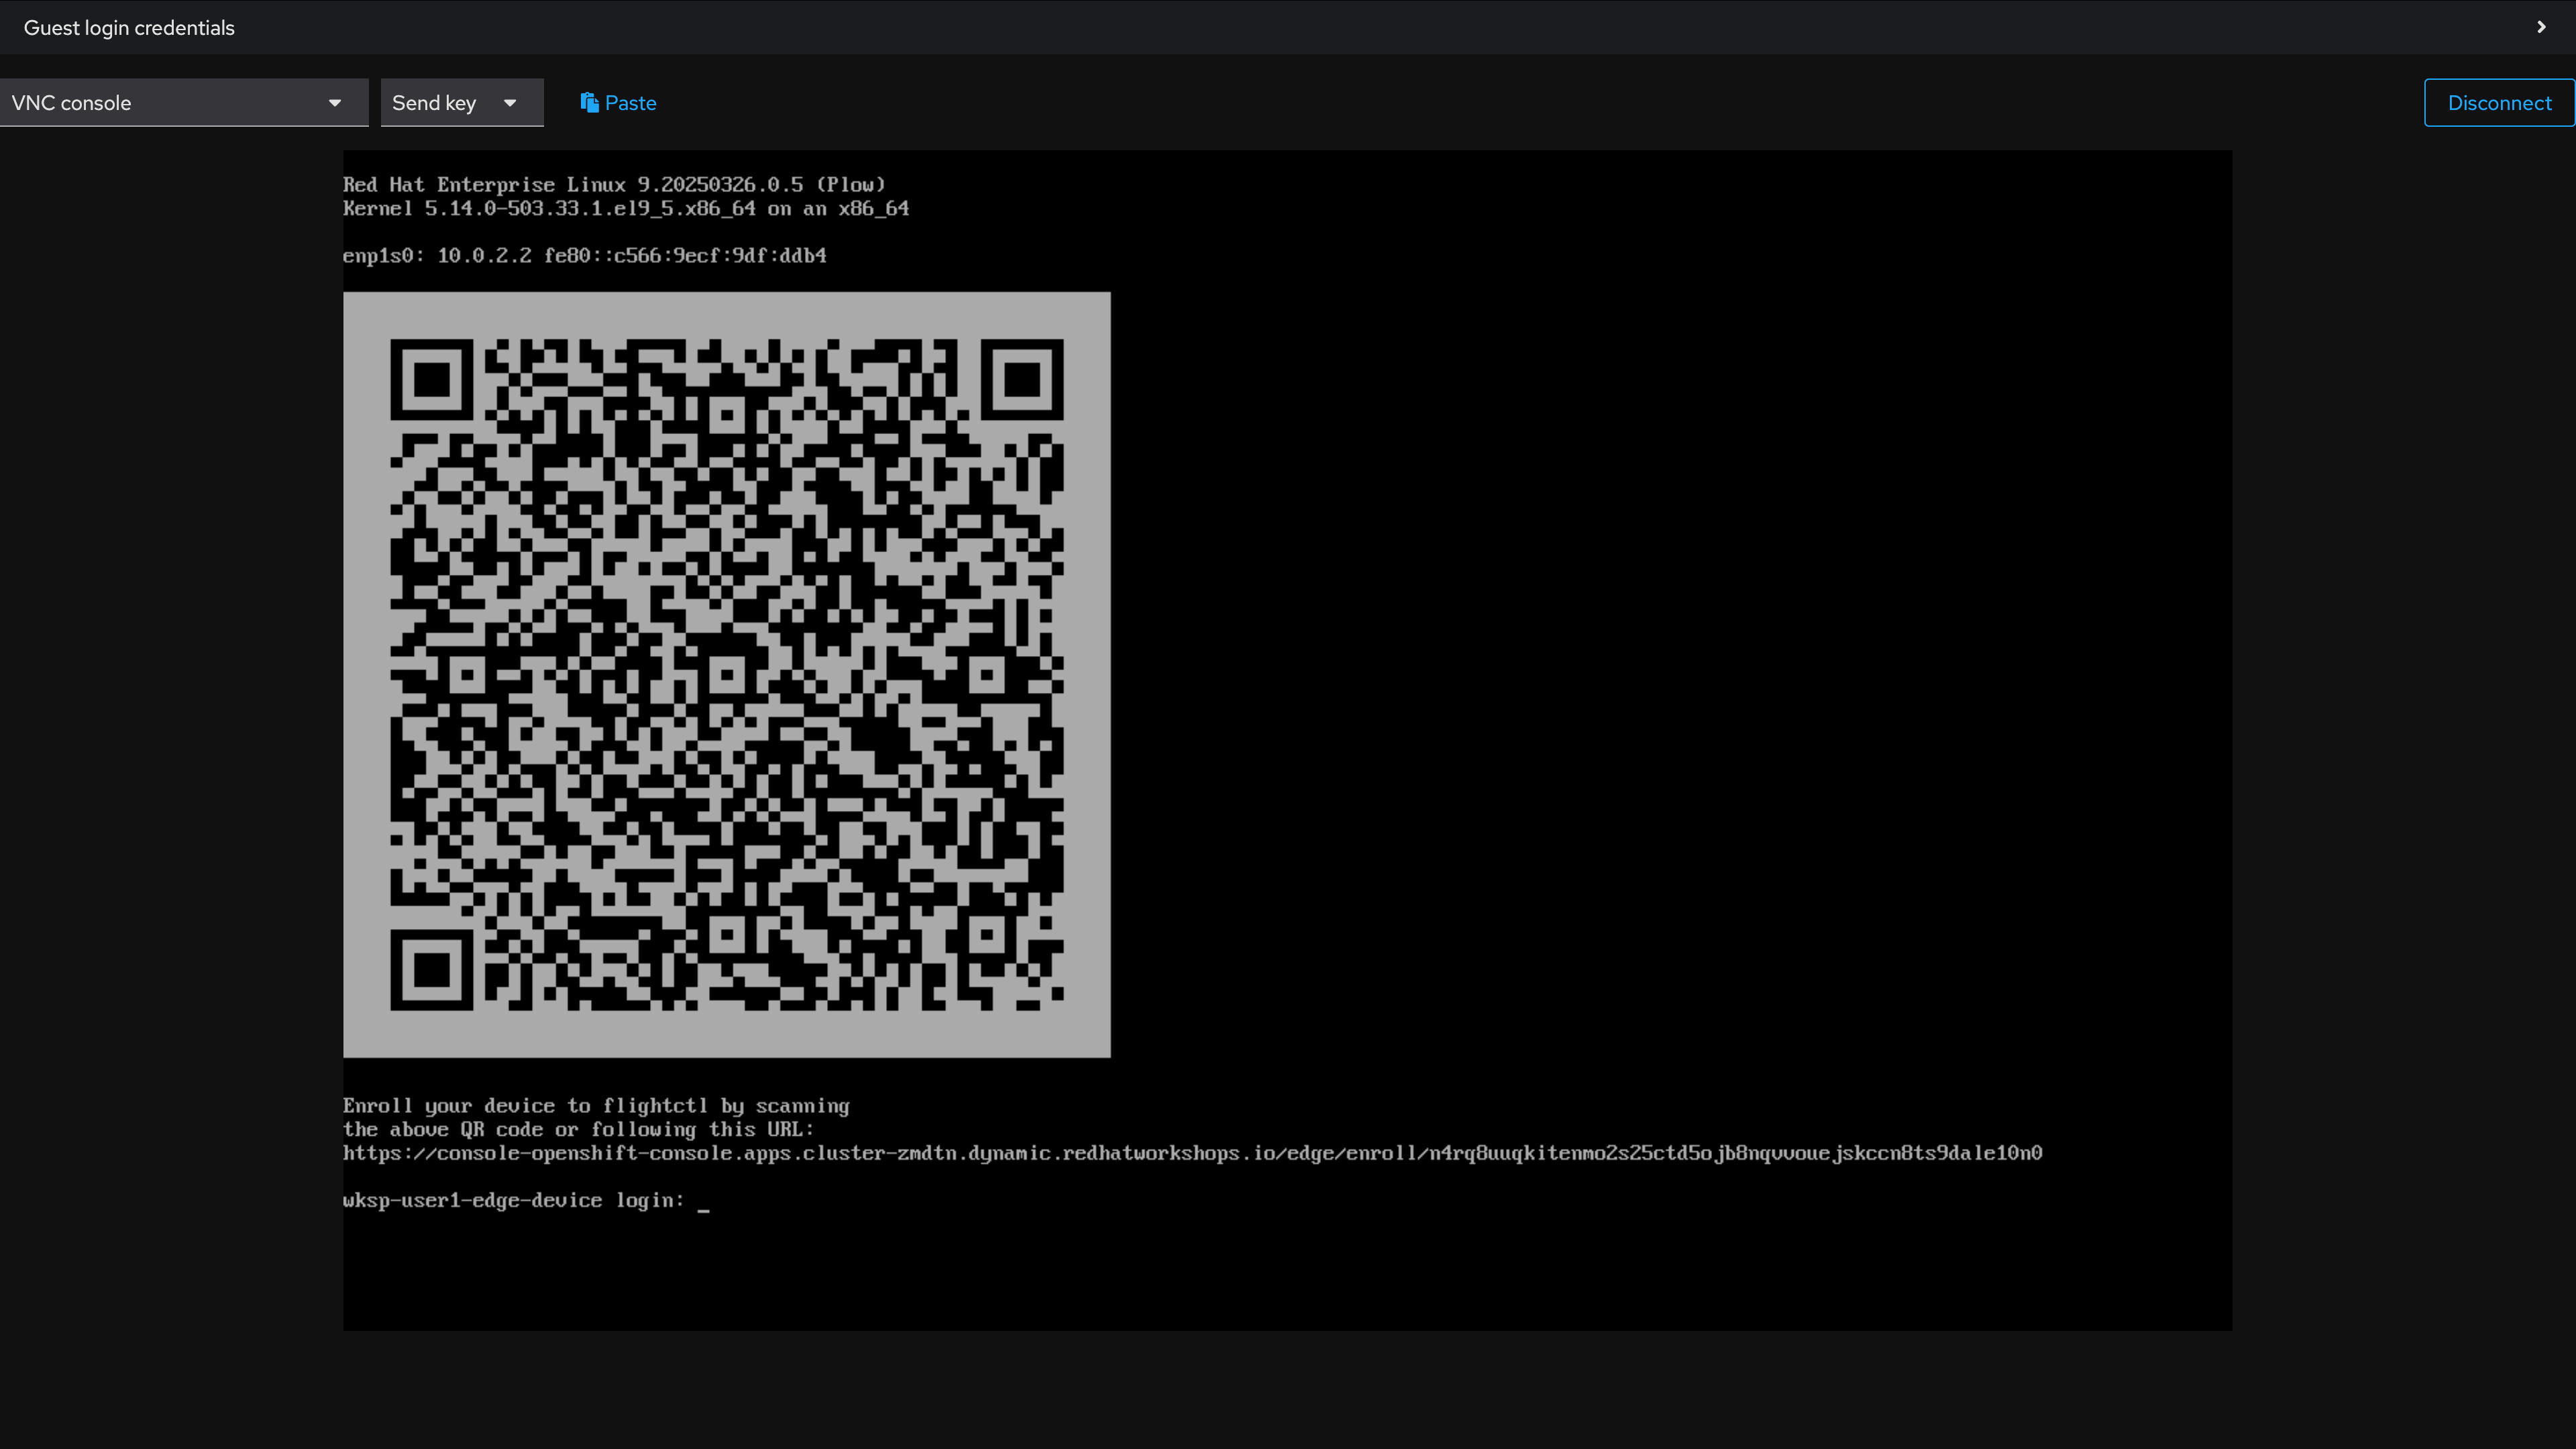 Guest login credentials
VNC console
Send key
Paste
Disconnect
Red Hat Enterprise Linux 9.20250326.0.5 (Plow)
Kernel 5.14.0-503.33.1.el9_5.x86_64 on an x86_64
enp1s0: 10.0.2.2 fe80::c566:9ecf:9df:ddb4
Enroll your device to flightctl by scanning
the above QR code or following this URL:
https://console-openshift-console.apps.cluster-zmdtn.dynamic.redhatworkshops.io/edge/enroll/n4rq8uuqkitenmo2s25ctd5ojb8nqvvouejskccn8ts9dale10n0
wksp-user1-edge-device login: _